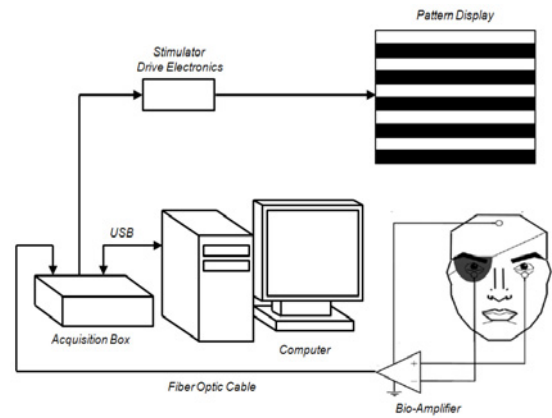 Pattern Display
Stimulator
Drive Electronics
USB
Acquisition Box
Computer
Fiber Optic Cable
+
−
Bio-Amplifier